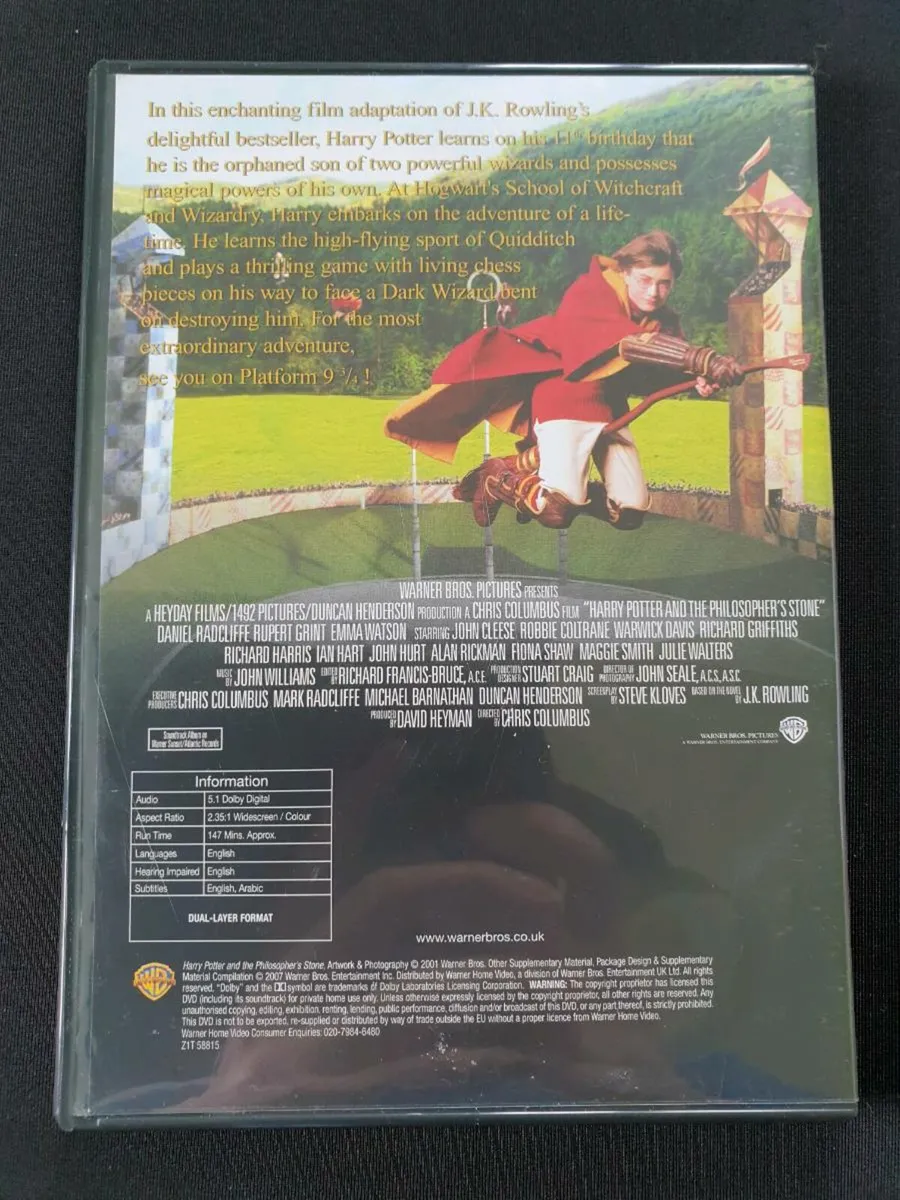 In this enchanting film adaptation of J.K. Rowling's
delightful bestseller, Harry Potter learns on his 11th birthday that
he is the orphaned son of two powerful wizards and possesses
magical powers of his own. At Hogwart's School of Witchcraft
and Wizardry, Harry embarks on the adventure of a life-
time. He learns the high-flying sport of Quidditch
and plays a thrilling game with living chess
pieces on his way to face a Dark Wizard bent
on destroying him. For the most
extraordinary adventure,
see you on Platform 9 3/4 !
WARNER BROS. PICTURES PRESENTS
A HEYDAY FILMS/1492 PICTURES/DUNCAN HENDERSON PRODUCTION A CHRIS COLUMBUS FILM "HARRY POTTER AND THE PHILOSOPHER'S STONE"
DANIEL RADCLIFFE RUPERT GRINT EMMA WATSON STARRING JOHN CLEESE ROBBIE COLTRANE WARWICK DAVIS RICHARD GRIFFITHS
RICHARD HARRIS IAN HART JOHN HURT ALAN RICKMAN FIONA SHAW MAGGIE SMITH JULIE WALTERS
MUSIC BY JOHN WILLIAMS EDITED BY RICHARD FRANCIS-BRUCE, A.C.E. PRODUCTION DESIGNER STUART CRAIG DIRECTOR OF PHOTOGRAPHY JOHN SEALE, A.C.S., A.S.C.
EXECUTIVE PRODUCERS CHRIS COLUMBUS MARK RADCLIFFE MICHAEL BARNATHAN DUNCAN HENDERSON SCREENPLAY BY STEVE KLOVES BASED ON THE NOVEL BY J.K. ROWLING
PRODUCED BY DAVID HEYMAN DIRECTED BY CHRIS COLUMBUS
Soundtrack Album on
Warner Sunset/Atlantic Records
WARNER BROS. PICTURES
A WARNER BROS. ENTERTAINMENT COMPANY
Information
Audio 5.1 Dolby Digital
Aspect Ratio 2.35:1 Widescreen / Colour
Run Time 147 Mins. Approx.
Languages English
Hearing Impaired English
Subtitles English, Arabic
DUAL-LAYER FORMAT
www.warnerbros.co.uk
Harry Potter and the Philosopher's Stone, Artwork & Photography © 2001 Warner Bros. Other Supplementary Material, Package Design & Supplementary
Material Compilation © 2007 Warner Bros. Entertainment Inc. Distributed by Warner Home Video, a division of Warner Bros. Entertainment UK Ltd. All rights
reserved. "Dolby" and the symbol are trademarks of Dolby Laboratories Licensing Corporation. WARNING: The copyright proprietor has licensed this
DVD (including its soundtrack) for private home use only. Unless otherwise expressly licensed by the copyright proprietor, all other rights are reserved. Any
unauthorised copying, editing, exhibition, renting, lending, public performance, diffusion and/or broadcast of this DVD, or any part thereof, is strictly prohibited.
This DVD is not to be exported, re-supplied or distributed by way of trade outside the EU without a proper licence from Warner Home Video.
Warner Home Video Consumer Enquiries: 020-7984-6480
Z1T 58815